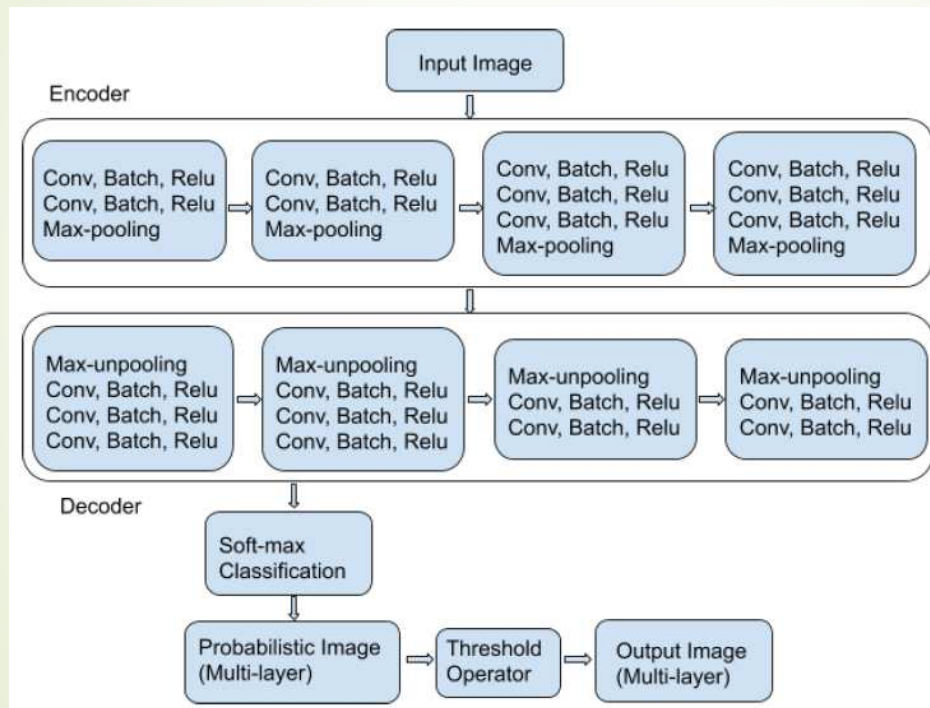 Input Image
Encoder
Conv, Batch, Relu
Conv, Batch, Relu
Max-pooling
Conv, Batch, Relu
Conv, Batch, Relu
Max-pooling
Conv, Batch, Relu
Conv, Batch, Relu
Conv, Batch, Relu
Max-pooling
Conv, Batch, Relu
Conv, Batch, Relu
Conv, Batch, Relu
Max-pooling
Max-unpooling
Conv, Batch, Relu
Conv, Batch, Relu
Conv, Batch, Relu
Max-unpooling
Conv, Batch, Relu
Conv, Batch, Relu
Conv, Batch, Relu
Max-unpooling
Conv, Batch, Relu
Conv, Batch, Relu
Max-unpooling
Conv, Batch, Relu
Conv, Batch, Relu
Decoder
Soft-max
Classification
Probabilistic Image
(Multi-layer)
Threshold
Operator
Output Image
(Multi-layer)